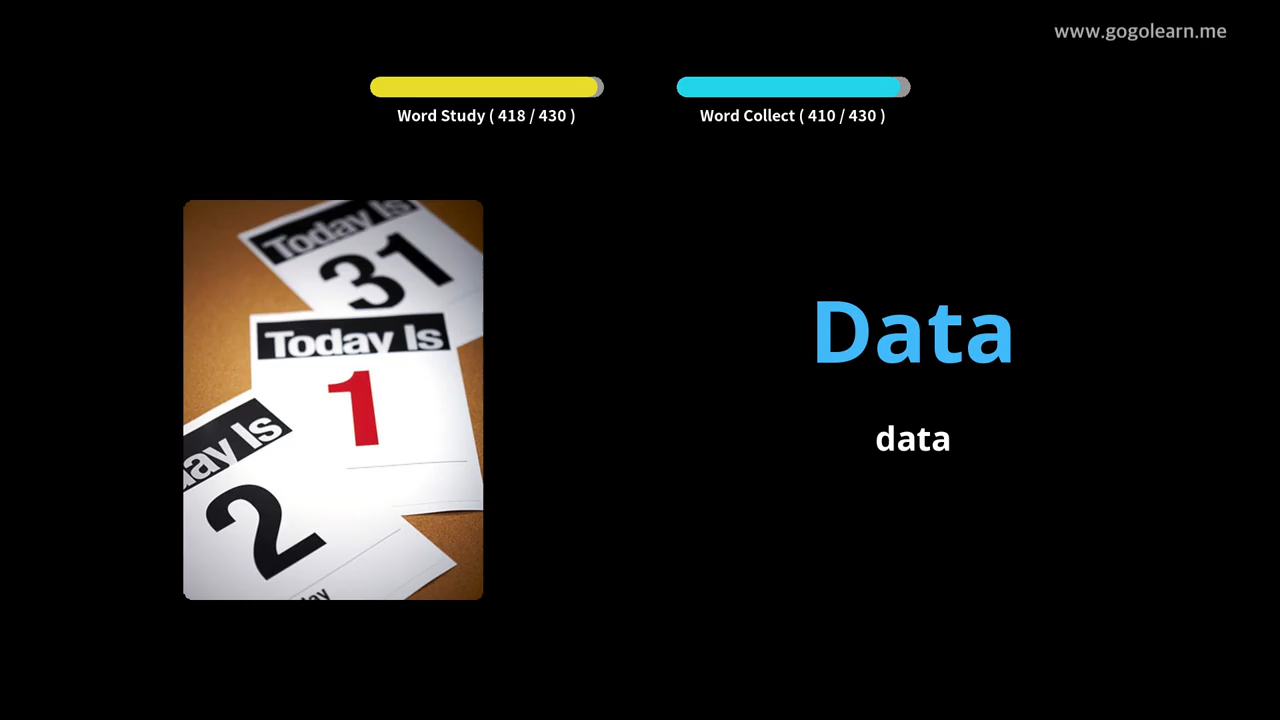 www.gogolearn.me
Word Study ( 418 / 430 )
Word Collect ( 410 / 430 )
Today Is
31
Today Is
1
ay Is
2
Data
data